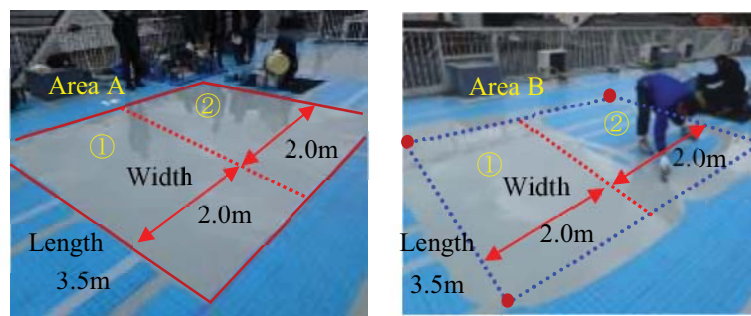 Area A
②
①
2.0m
Width
2.0m
Length
3.5m
Area B
②
①
2.0m
Width
2.0m
Length
3.5m